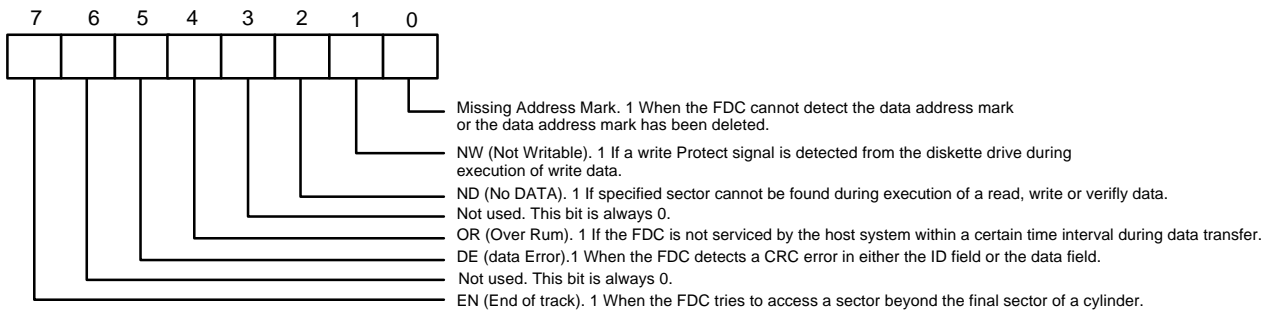 7 6 5 4 3 2 1 0
Missing Address Mark. 1 When the FDC cannot detect the data address mark
or the data address mark has been deleted.
NW (Not Writable). 1 If a write Protect signal is detected from the diskette drive during
execution of write data.
ND (No DATA). 1 If specified sector cannot be found during execution of a read, write or verifly data.
Not used. This bit is always 0.
OR (Over Rum). 1 If the FDC is not serviced by the host system within a certain time interval during data transfer.
DE (data Error).1 When the FDC detects a CRC error in either the ID field or the data field.
Not used. This bit is always 0.
EN (End of track). 1 When the FDC tries to access a sector beyond the final sector of a cylinder.